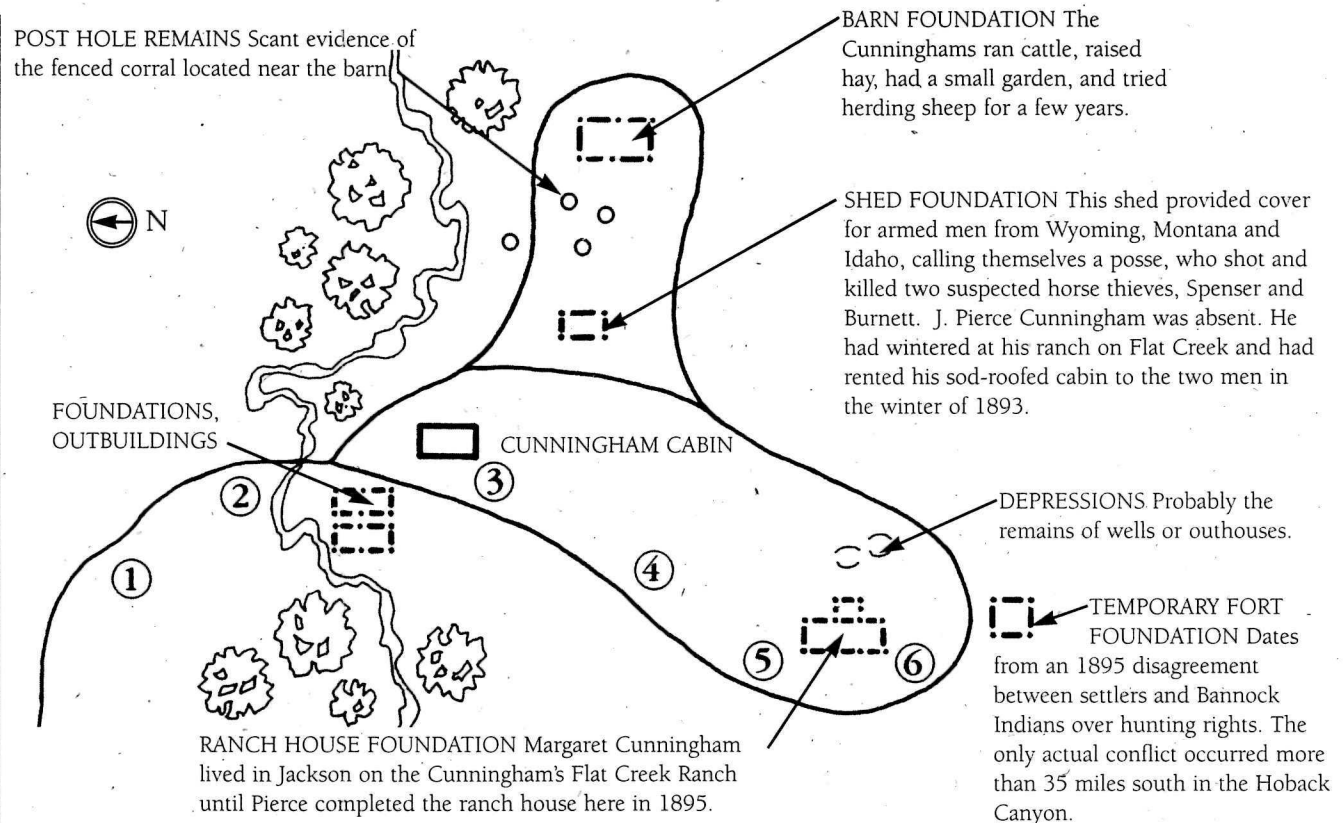 POST HOLE REMAINS Scant evidence of
the fenced corral located near the barn
BARN FOUNDATION The
Cunninghams ran cattle, raised
hay, had a small garden, and tried
herding sheep for a few years.
N
SHED FOUNDATION This shed provided cover
for armed men from Wyoming, Montana and
Idaho, calling themselves a posse, who shot and
killed two suspected horse thieves, Spenser and
Burnett. J. Pierce Cunningham was absent. He
had wintered at his ranch on Flat Creek and had
rented his sod-roofed cabin to the two men in
the winter of 1893.
FOUNDATIONS,
OUTBUILDINGS
CUNNINGHAM CABIN
2
3
1
4
5
6
DEPRESSIONS Probably the
remains of wells or outhouses.
TEMPORARY FORT
FOUNDATION Dates
from an 1895 disagreement
between settlers and Bannock
Indians over hunting rights. The
only actual conflict occurred more
than 35 miles south in the Hoback
Canyon.
RANCH HOUSE FOUNDATION Margaret Cunningham
lived in Jackson on the Cunningham's Flat Creek Ranch
until Pierce completed the ranch house here in 1895.